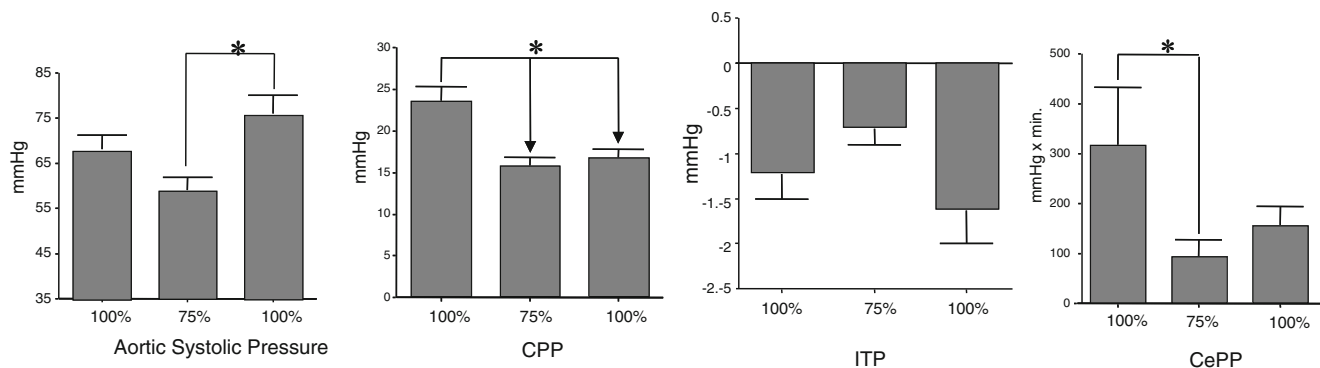 mmHg
85
75
65
55
45
35
*
100% 75% 100%
Aortic Systolic Pressure
mmHg
30
25
20
15
10
5
0
*
100% 75% 100%
CPP
mmHg
0.5
0
-0.5
-1
-1.-5
-2
-2.-5
100% 75% 100%
ITP
mmHg x min.
500
400
300
200
100
0
*
100% 75% 100%
CePP